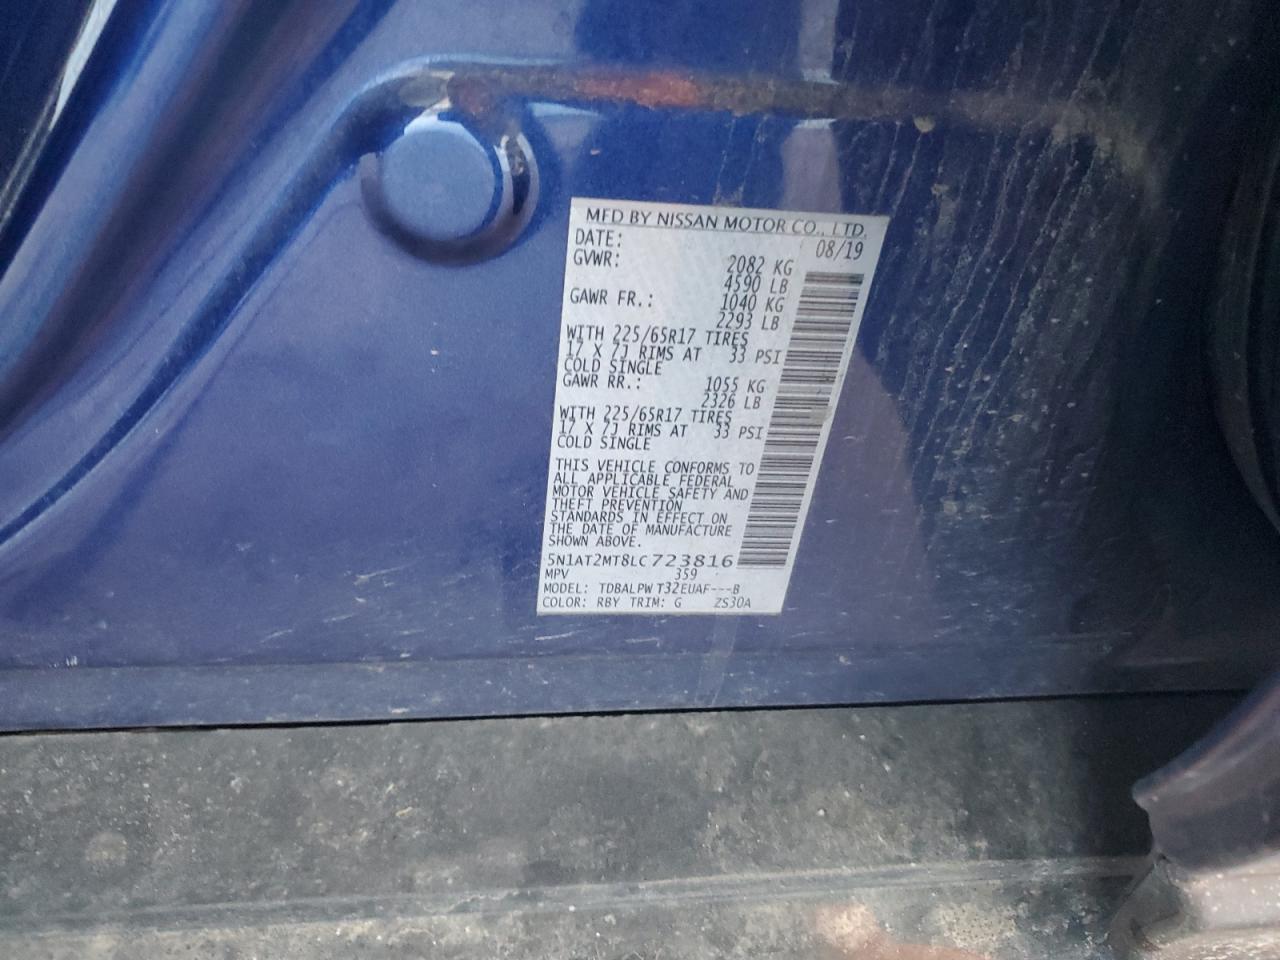 MFD BY NISSAN MOTOR CO., LTD.
DATE: 08/19
GVWR: 2082 KG
4590 LB
GAWR FR.: 1040 KG
2293 LB
WITH 225/65R17 TIRES
17 X 7J RIMS AT 33 PSI
COLD SINGLE
GAWR RR.: 1055 KG
2326 LB
WITH 225/65R17 TIRES
17 X 7J RIMS AT 33 PSI
COLD SINGLE
THIS VEHICLE CONFORMS TO
ALL APPLICABLE FEDERAL
MOTOR VEHICLE SAFETY AND
THEFT PREVENTION
STANDARDS IN EFFECT ON
THE DATE OF MANUFACTURE
SHOWN ABOVE.
5N1AT2MT8LC723816
MPV 359
MODEL: TDBALPW T32EUAF---B
COLOR: RBY TRIM: G ZS30A